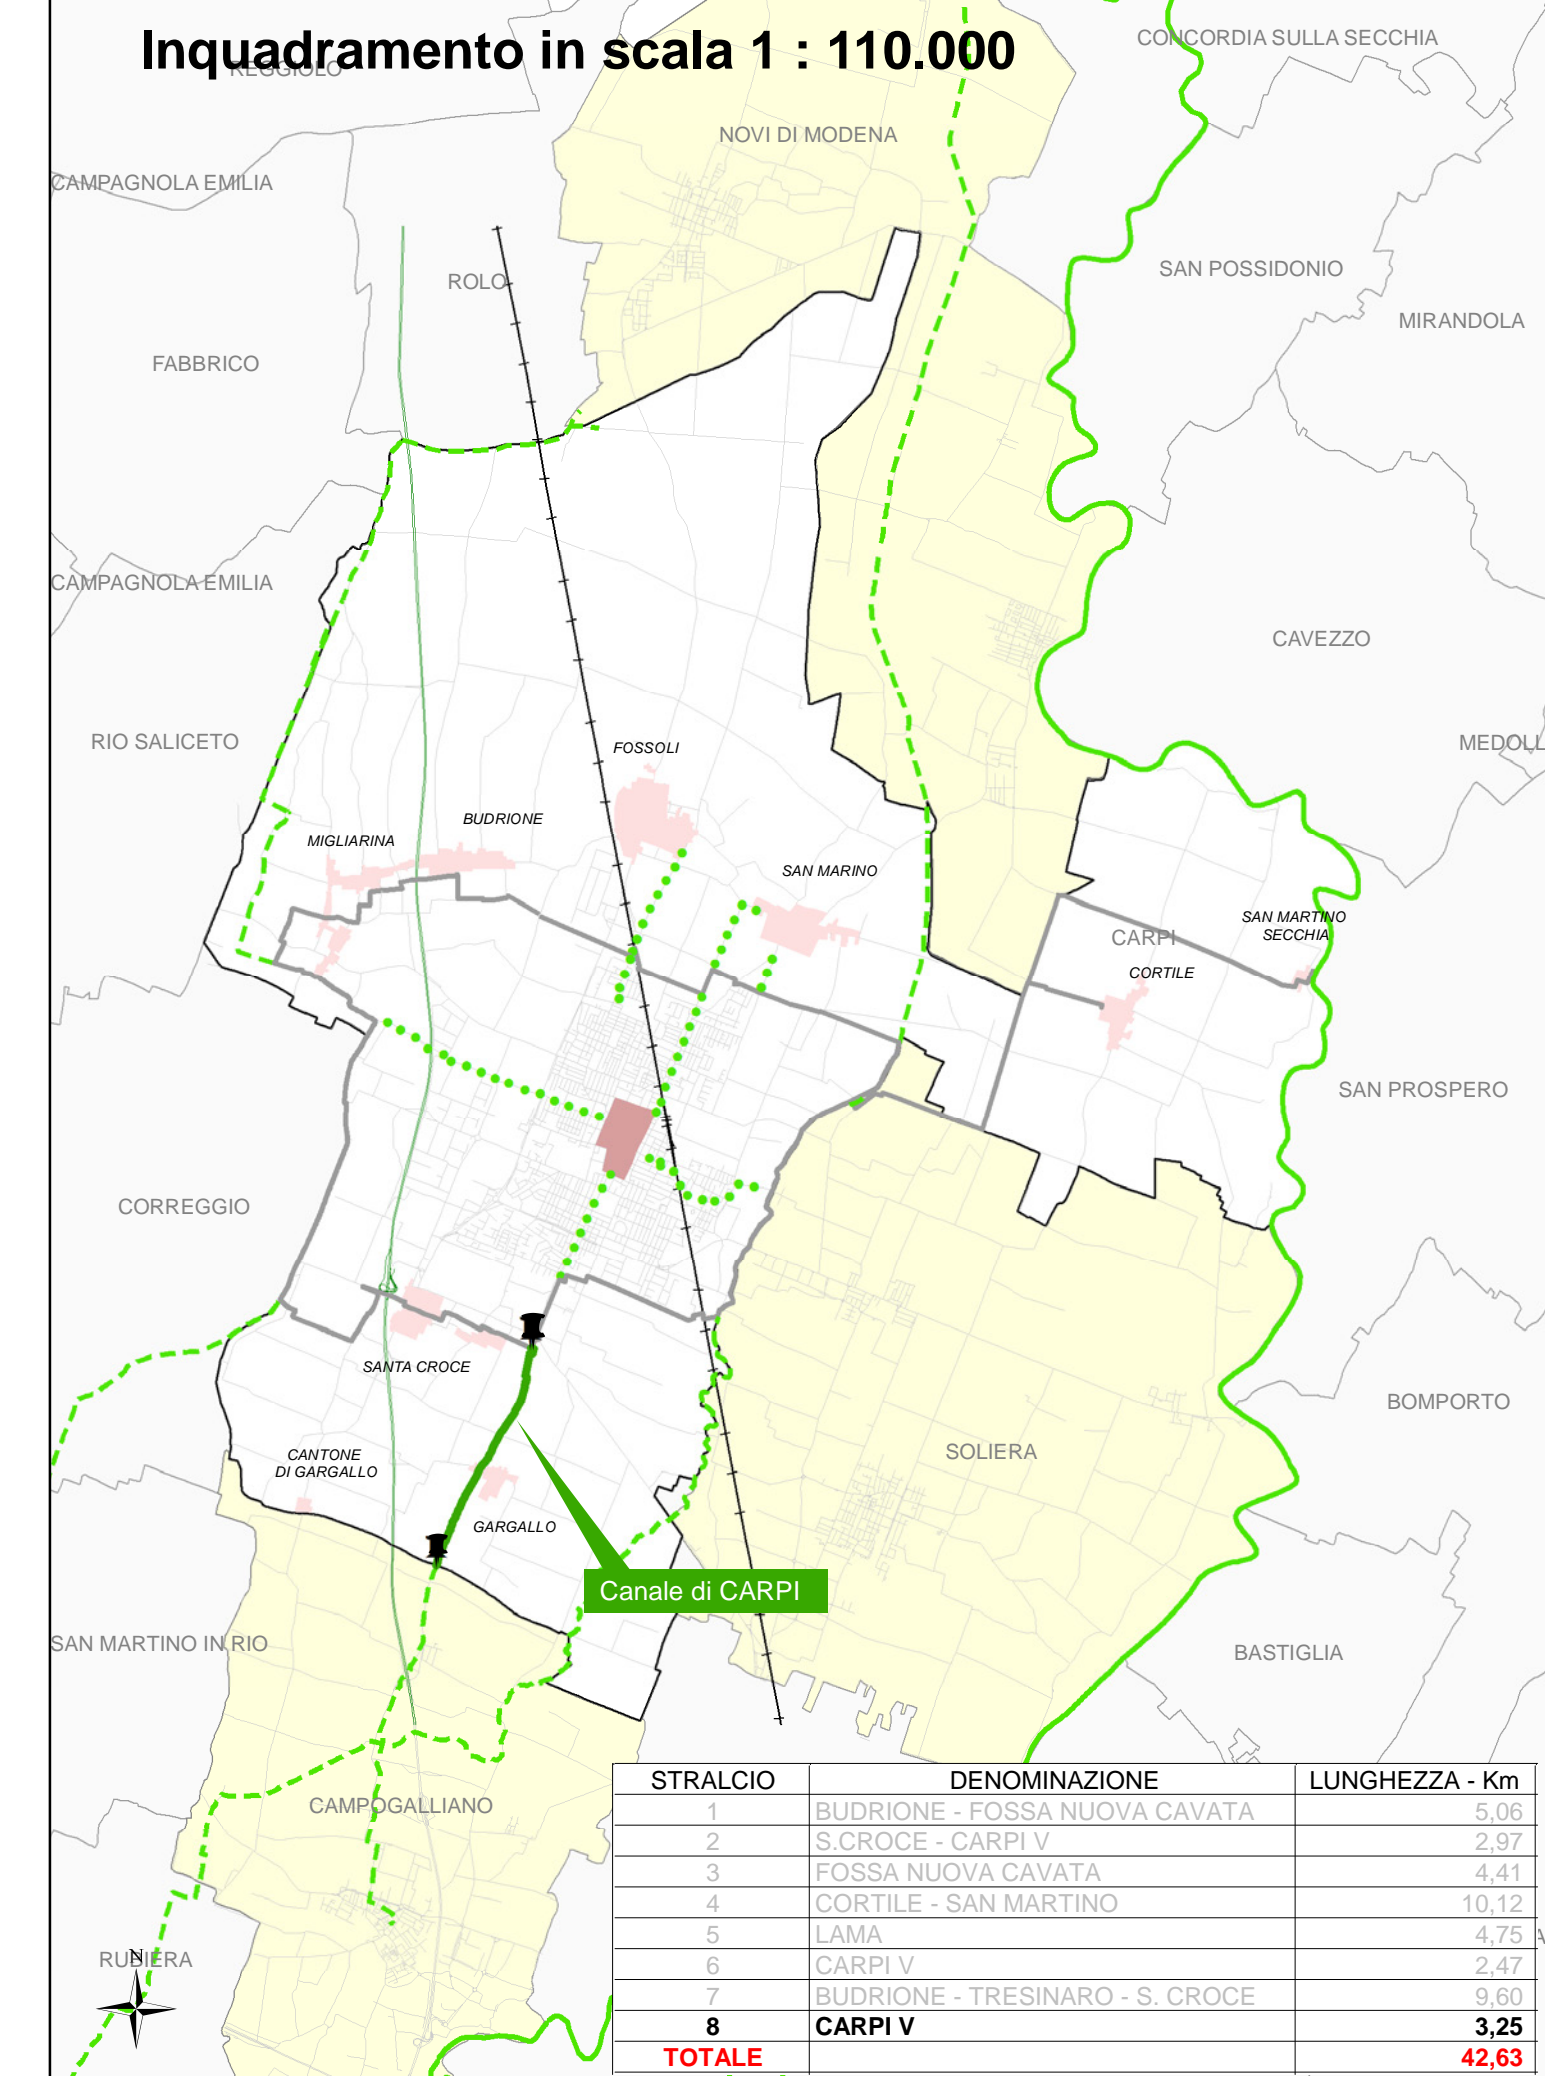 Inquadramento in scala 1 : 110.000
CONCORDIA SULLA SECCHIA
REGGIOLO
NOVI DI MODENA
CAMPAGNOLA EMILIA
SAN POSSIDONIO
ROLO
MIRANDOLA
FABBRICO
CAMPAGNOLA EMILIA
CAVEZZO
RIO SALICETO
FOSSOLI
MEDOLL
BUDRIONE
MIGLIARINA
SAN MARINO
SAN MARTINO
SECCHIA
CARPI
CORTILE
SAN PROSPERO
CORREGGIO
SANTA CROCE
BOMPORTO
CANTONE
DI GARGALLO
SOLIERA
GARGALLO
Canale di CARPI
SAN MARTINO IN RIO
BASTIGLIA
CAMPOGALLIANO
RUBIERA
N
STRALCIO DENOMINAZIONE LUNGHEZZA - Km
1 BUDRIONE - FOSSA NUOVA CAVATA 5,06
2 S.CROCE - CARPI V 2,97
3 FOSSA NUOVA CAVATA 4,41
4 CORTILE - SAN MARTINO 10,12
5 LAMA 4,75
6 CARPI V 2,47
7 BUDRIONE - TRESINARO - S. CROCE 9,60
8 CARPI V 3,25
TOTALE 42,63